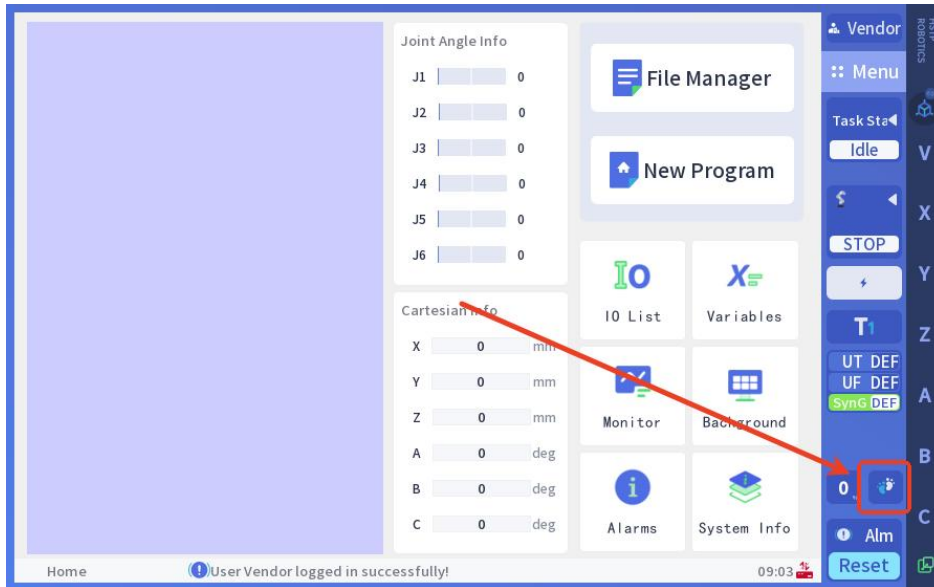 Joint Angle Info
J1 0
J2 0
J3 0
J4 0
J5 0
J6 0
Cartesian Info
X 0 mm
Y 0 mm
Z 0 mm
A 0 deg
B 0 deg
C 0 deg
File Manager
New Program
IO
IO List
X=
Variables
Monitor
Background
Alarms
System Info
Vendor
Menu
Task Sta
Idle
STOP
T1
UT DEF
UF DEF
SynG DEF
0
Alm
Reset
ROBOTICS
V
X
Y
Z
A
B
C
Home
User Vendor logged in successfully!
09:03